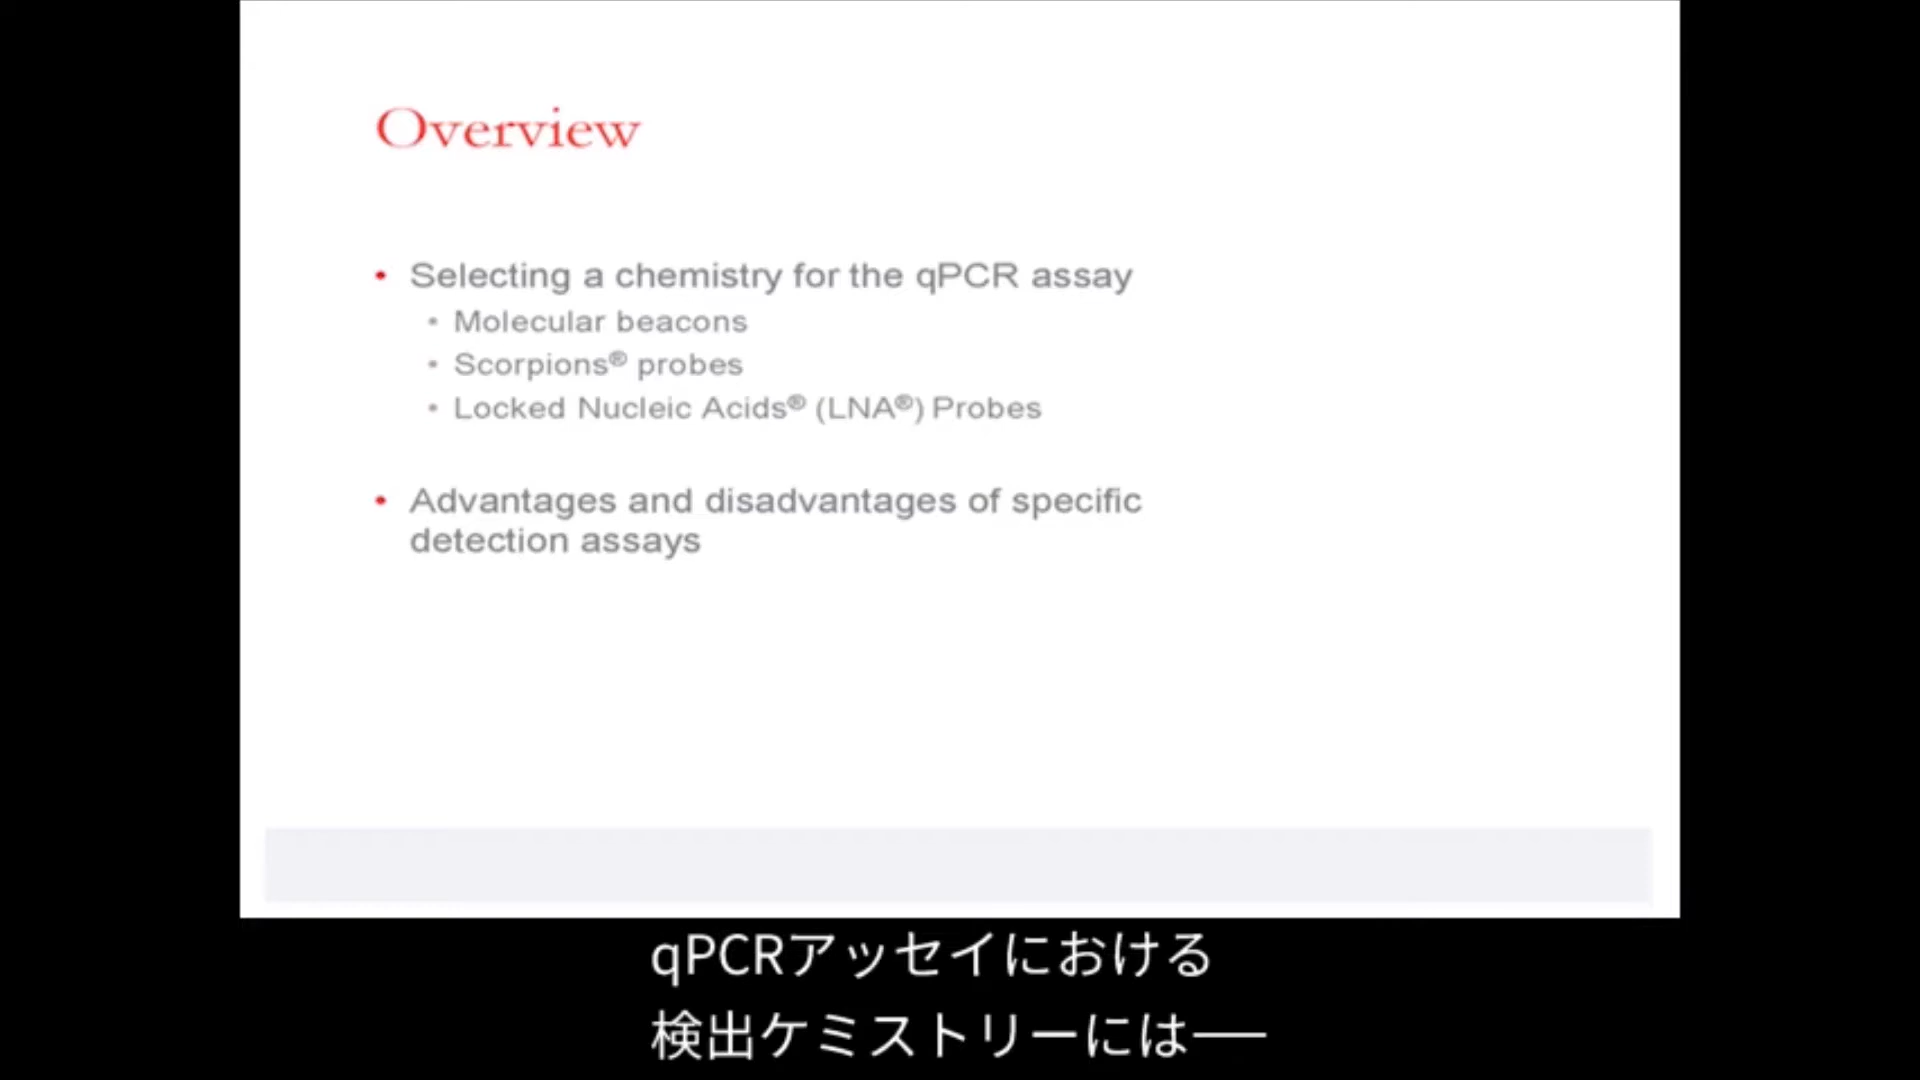 Overview
• Selecting a chemistry for the qPCR assay
• Molecular beacons
• Scorpions® probes
• Locked Nucleic Acids® (LNA®) Probes
• Advantages and disadvantages of specific
detection assays
qPCRアッセイにおける
検出ケミストリーには──